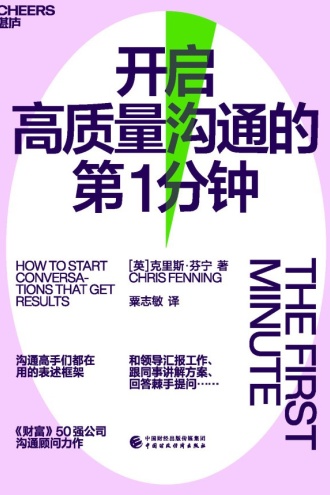 CHEERS
湛庐
开启
高质量沟通的
第1分钟
HOW TO START
CONVERSA-
TIONS THAT GET
RESULTS
[英]克里斯·芬宁 著
CHRIS FENNING
粟志敏 译
THE FIRST
MINUTE
沟通高手们都在
用的表述框架
和领导汇报工作、
跟同事讲解方案、
回答棘手提问……
《财富》50强公司
沟通顾问力作
中国财经出版传媒集团
中国财政经济出版社